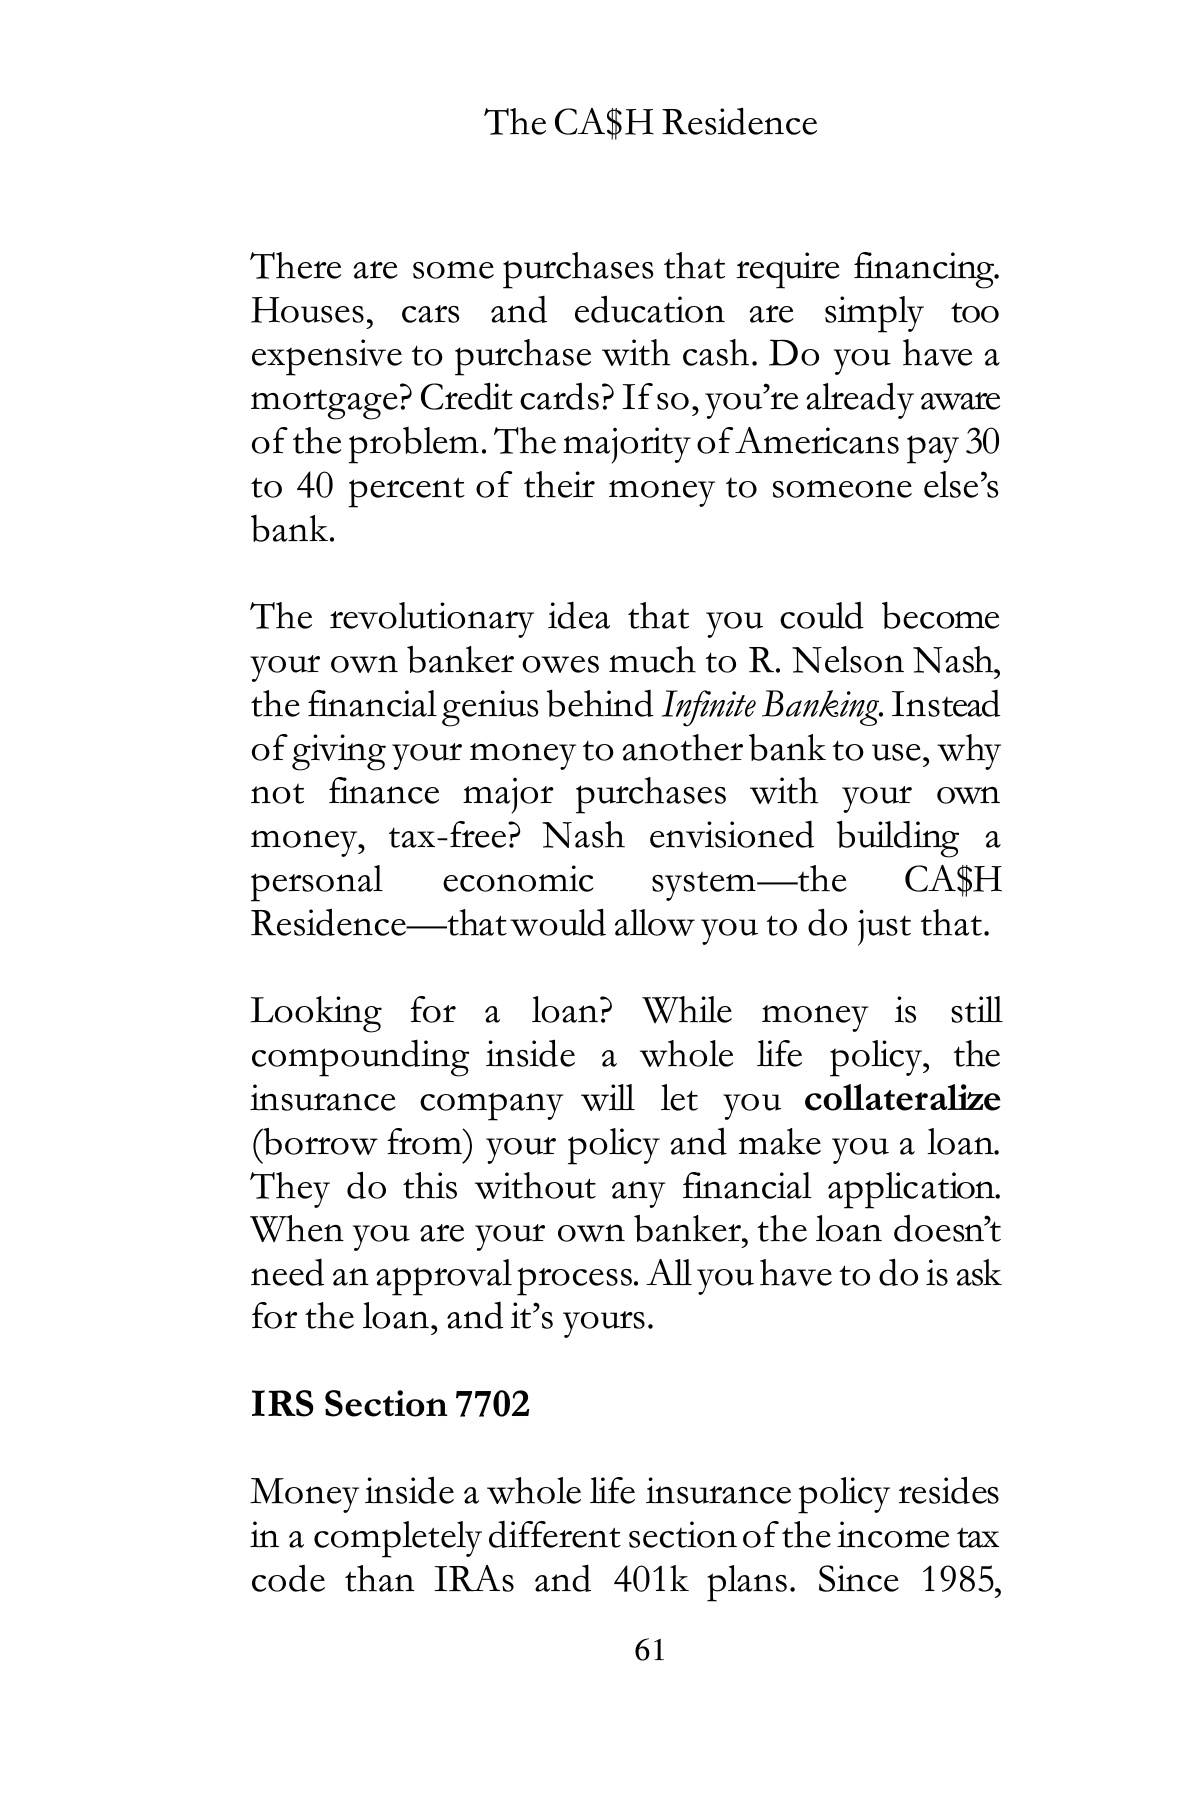 The CA$H Residence
There are some purchases that require financing.
Houses, cars and education are simply too
expensive to purchase with cash. Do you have a
mortgage? Credit cards? If so, you’re already aware
of the problem. The majority of Americans pay 30
to 40 percent of their money to someone else’s
bank.
The revolutionary idea that you could become
your own banker owes much to R. Nelson Nash,
the financial genius behind Infinite Banking. Instead
of giving your money to another bank to use, why
not finance major purchases with your own
money, tax-free? Nash envisioned building a
personal economic system—the CA$H
Residence—that would allow you to do just that.
Looking for a loan? While money is still
compounding inside a whole life policy, the
insurance company will let you collateralize
(borrow from) your policy and make you a loan.
They do this without any financial application.
When you are your own banker, the loan doesn’t
need an approval process. All you have to do is ask
for the loan, and it’s yours.
IRS Section 7702
Money inside a whole life insurance policy resides
in a completely different section of the income tax
code than IRAs and 401k plans. Since 1985,
61